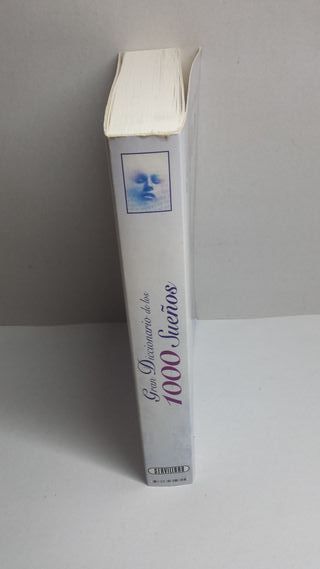 Gran Diccionario de los
1000 Sueños
SERVILIBRO